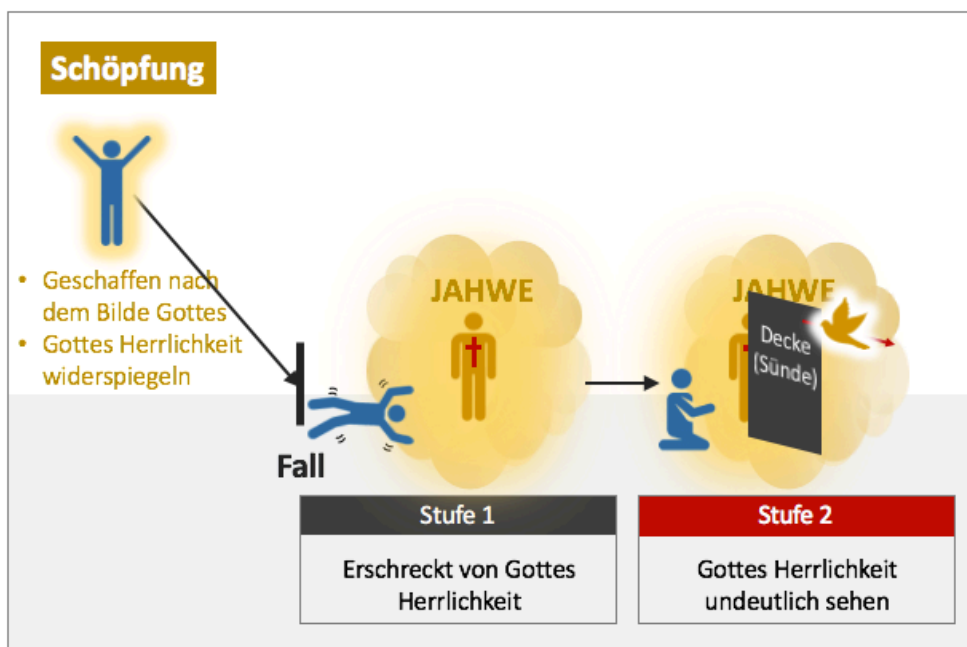 Schöpfung
• Geschaffen nach
dem Bilde Gottes
• Gottes Herrlichkeit
widerspiegeln
Fall
JAHWE
JAHWE
Decke
(Sünde)
Stufe 1
Erschreckt von Gottes
Herrlichkeit
Stufe 2
Gottes Herrlichkeit
undeutlich sehen